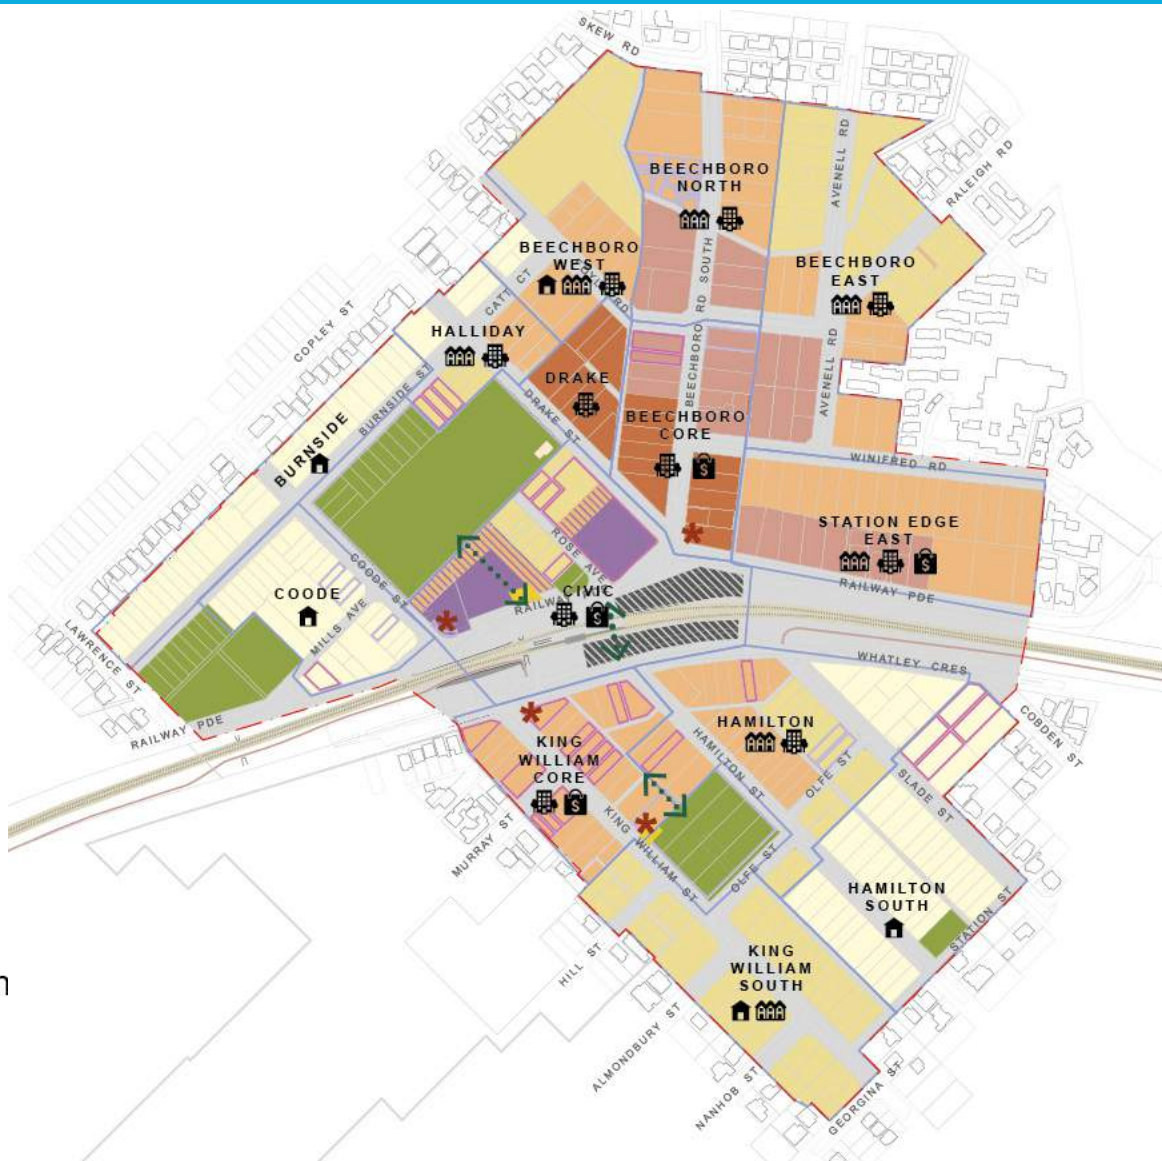 SKEW RD
AVENELL RD
RALEIGH RD
BEECHBORO
NORTH
BEECHBORO
WEST
BEECHBORO
EAST
CATT CT
RD
BEECHBORO RD SOUTH
COPLEY ST
HALLIDAY
BURNSIDE ST
DRAKE
DRAKE ST
AVENELL RD
BEECHBORO
CORE
$
BURNSIDE
WINIFRED RD
STATION EDGE
EAST
$
RAILWAY PDE
ROSE AVE
COODE ST
COODE
CIVIC
$
RAILWAY
MILLS AVE
LAWRENCE ST
RAILWAY PDE
WHATLEY CRES
COBDEN ST
HAMILTON
HAMILTON ST
OLFE ST
SLADE ST
KING
WILLIAM
CORE
$
KING WILLIAM ST
MURRAY ST
OLFE ST
HAMILTON
SOUTH
STATION ST
HILL ST
KING
WILLIAM
SOUTH
ALMONDBURY ST
NANHOB ST
GEORGINA ST